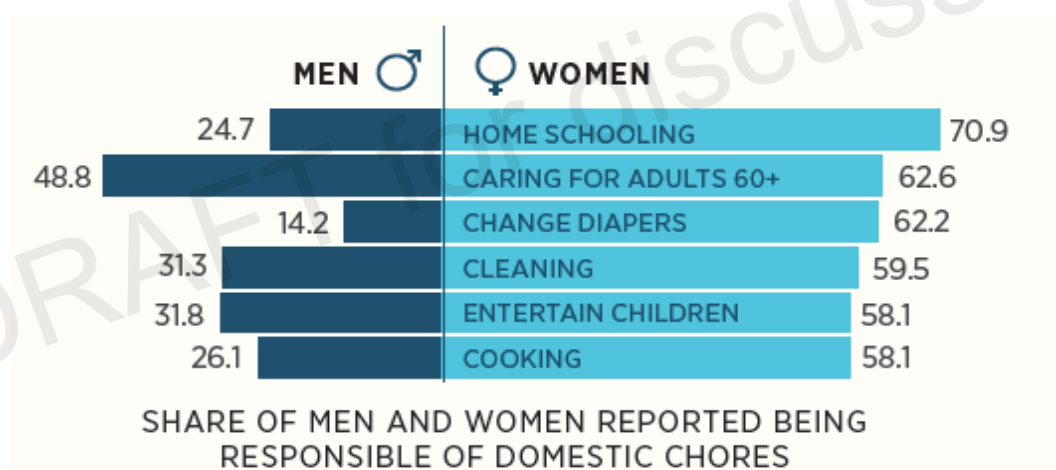 DRAFT for discuss
MEN WOMEN
24.7 HOME SCHOOLING 70.9
48.8 CARING FOR ADULTS 60+ 62.6
14.2 CHANGE DIAPERS 62.2
31.3 CLEANING 59.5
31.8 ENTERTAIN CHILDREN 58.1
26.1 COOKING 58.1
SHARE OF MEN AND WOMEN REPORTED BEING
RESPONSIBLE OF DOMESTIC CHORES